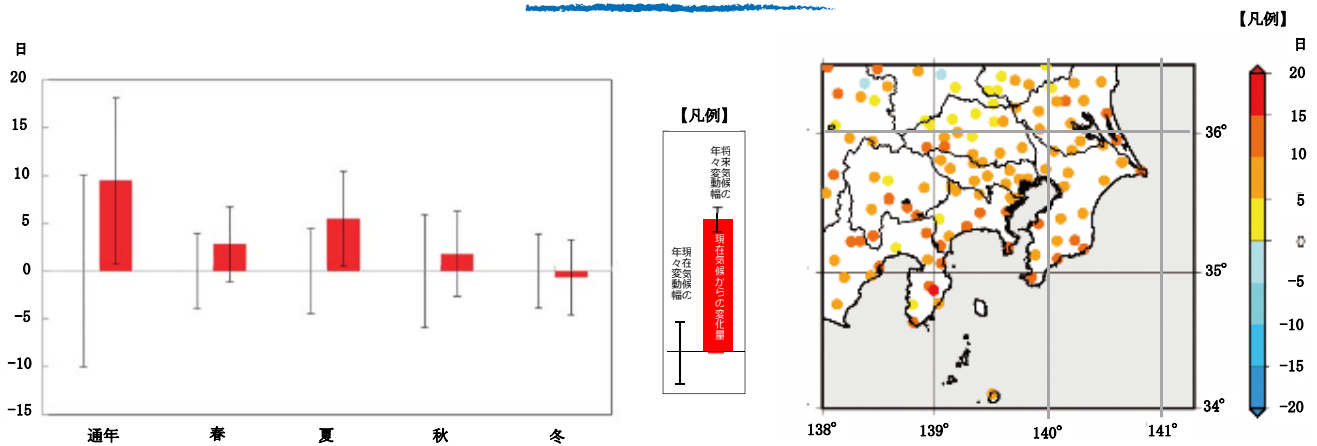 日
20
15
10
5
0
-5
-10
-15
通年
春
夏
秋
冬
【凡例】
将来気候の
年々変動幅
現在気候の
年々変動幅
現在気候からの変化量
36°
35°
34°
138°
139°
140°
141°
【凡例】
日
20
15
10
5
0
-5
-10
-15
-20